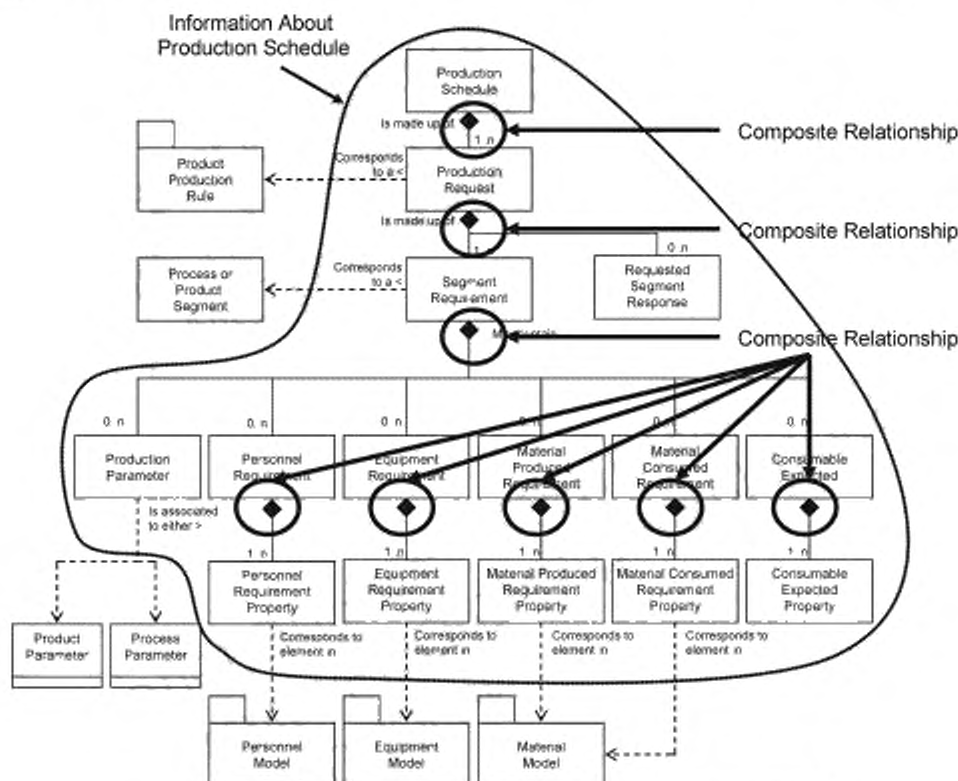 Information About
Production Schedule
Production
Schedule
Is made up of
1..n
Composite Relationship
Product
Production
Rule
Corresponds
to a <
Production
Request
Is made up of
1
Composite Relationship
0..n
Process or
Product
Segment
Corresponds
to a <
Segment
Requirement
Requested
Segment
Response
Composite Relationship
0..n
0..n
0..n
0..n
0..n
0..n
Production
Parameter
Personnel
Requirement
Equipment
Requirement
Material
Produced
Requirement
Material
Consumed
Requirement
Consumable
Expected
Is associated
to either >
1..n
1..n
1..n
1..n
1..n
Personnel
Requirement
Property
Equipment
Requirement
Property
Material Produced
Requirement
Property
Material Consumed
Requirement
Property
Consumable
Expected
Property
Product
Parameter
Process
Parameter
Corresponds to
element in
Corresponds to
element in
Corresponds to
element in
Corresponds to
element in
Personnel
Model
Equipment
Model
Material
Model